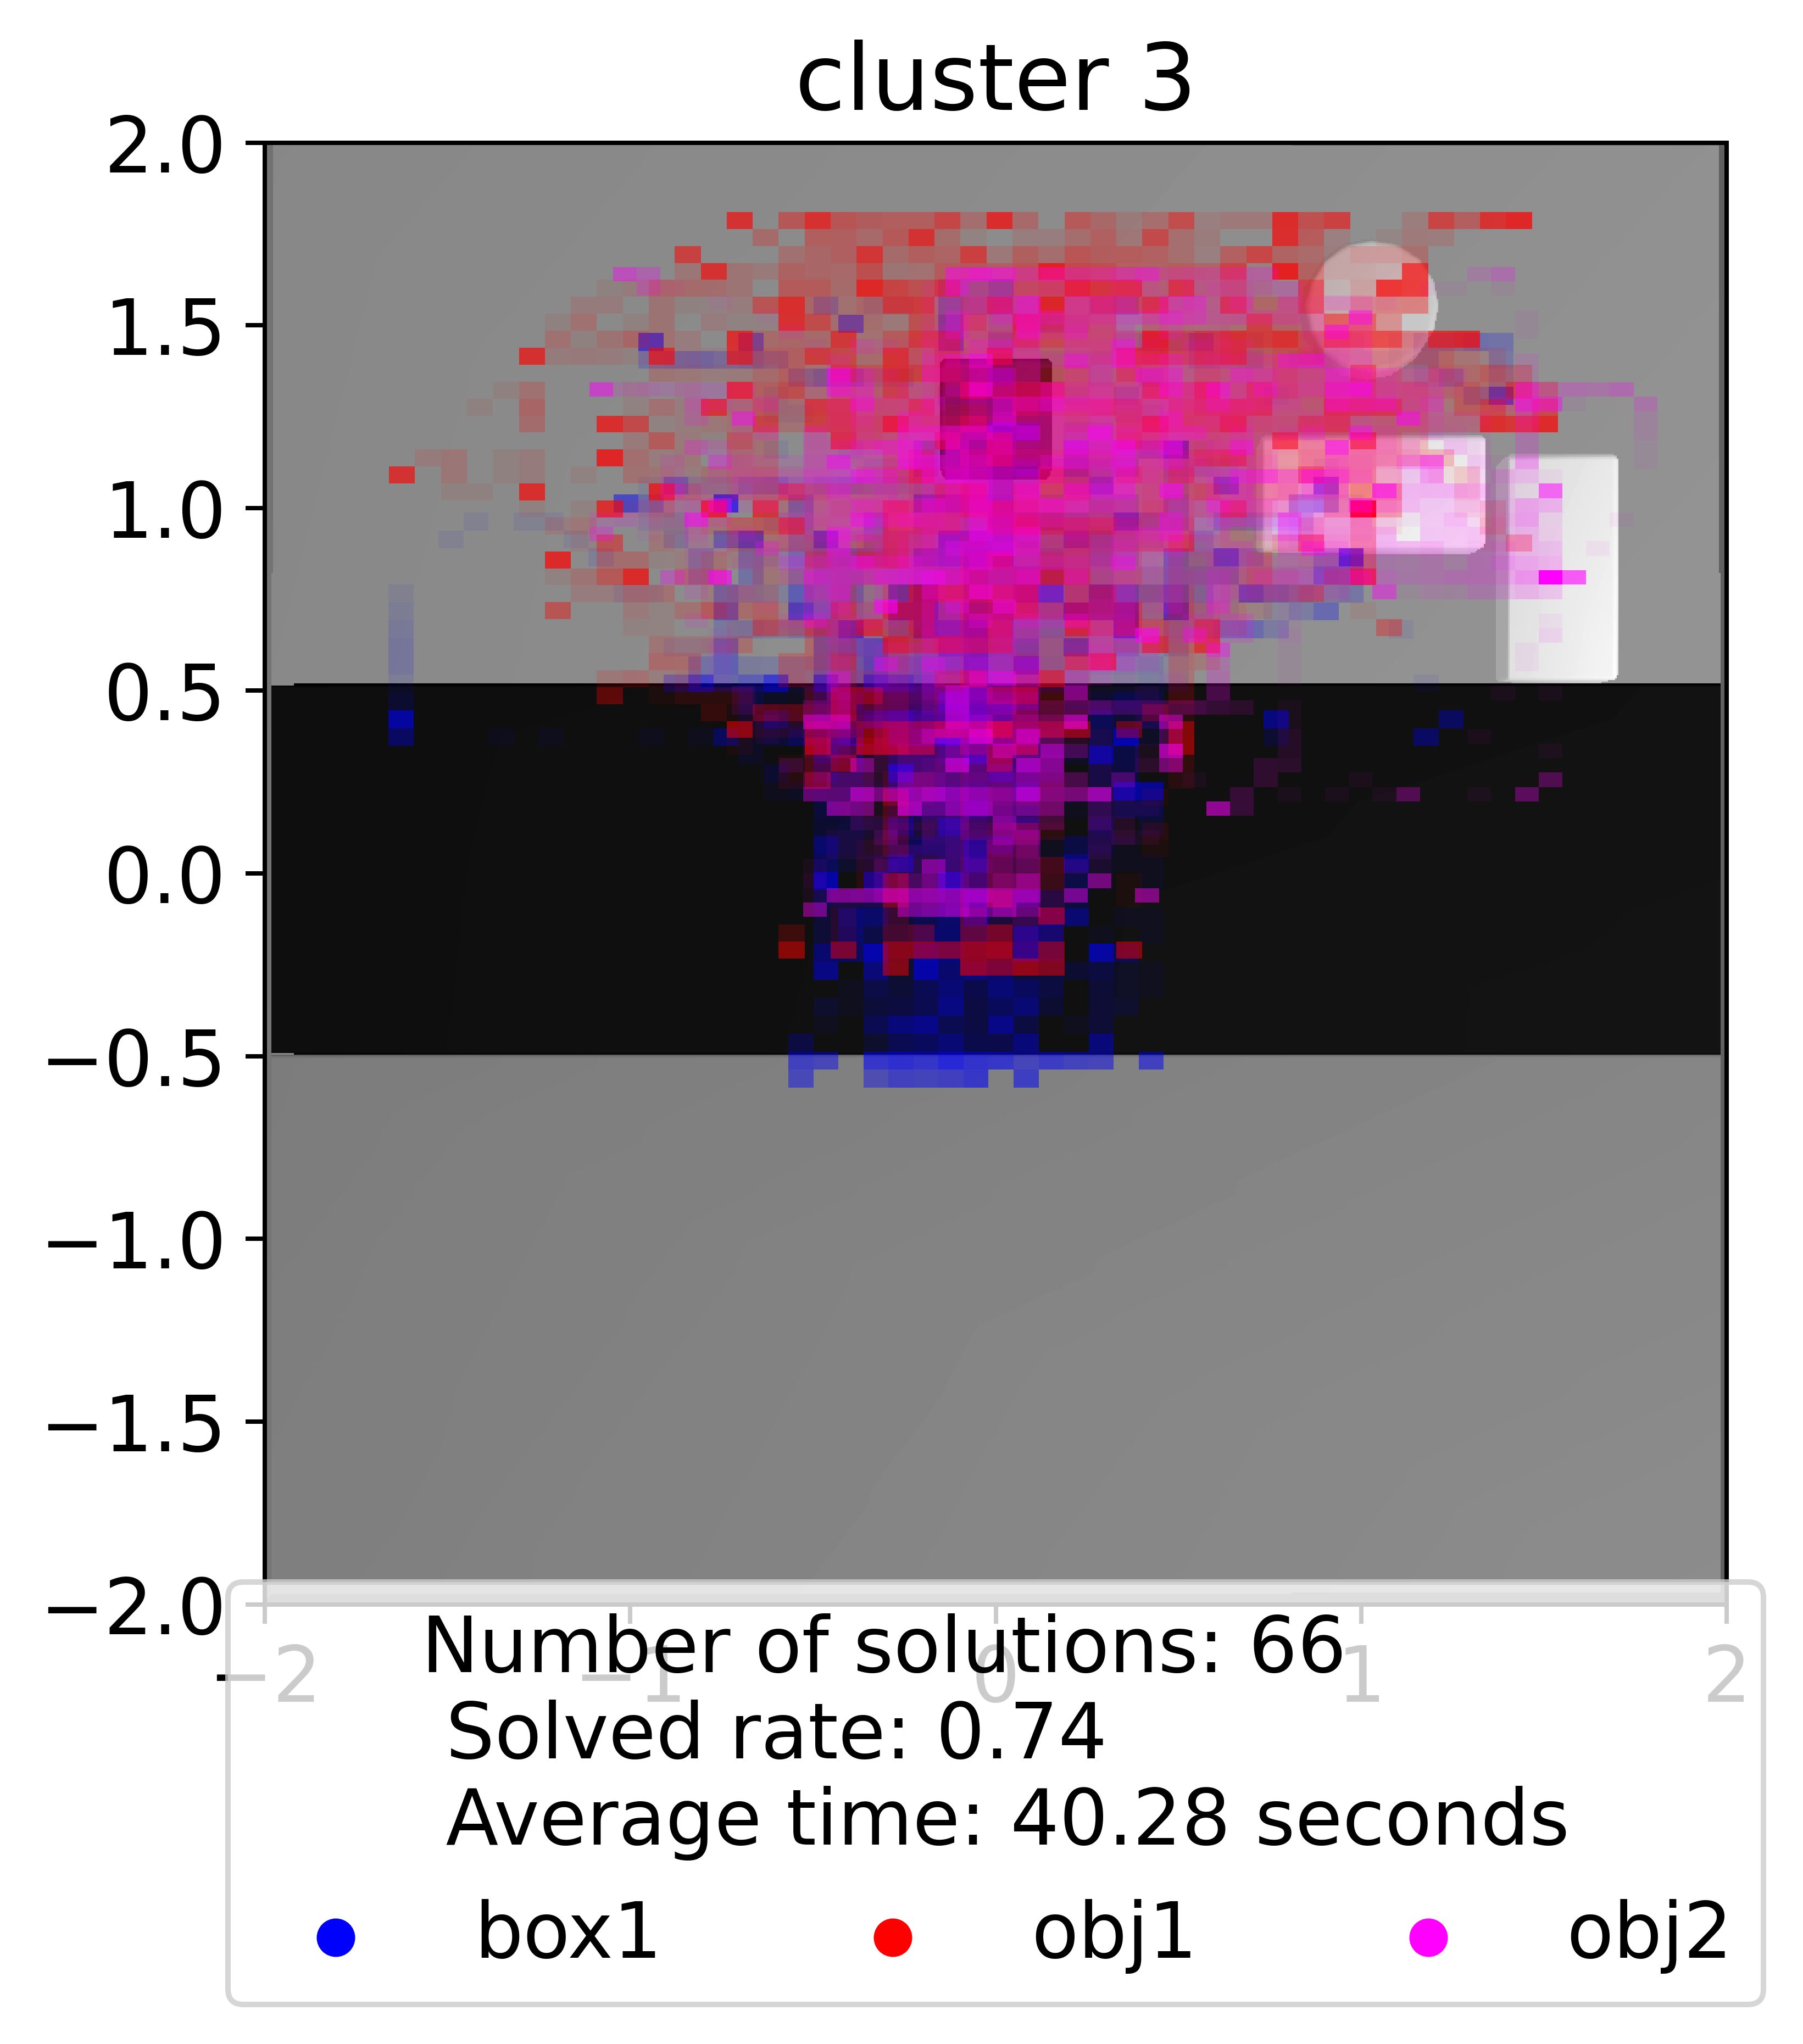 cluster 3
2.0
1.5
1.0
0.5
0.0
−0.5
−1.0
−1.5
−2.0
−2 −1 0 1 2
Number of solutions: 66
Solved rate: 0.74
Average time: 40.28 seconds
box1 obj1 obj2